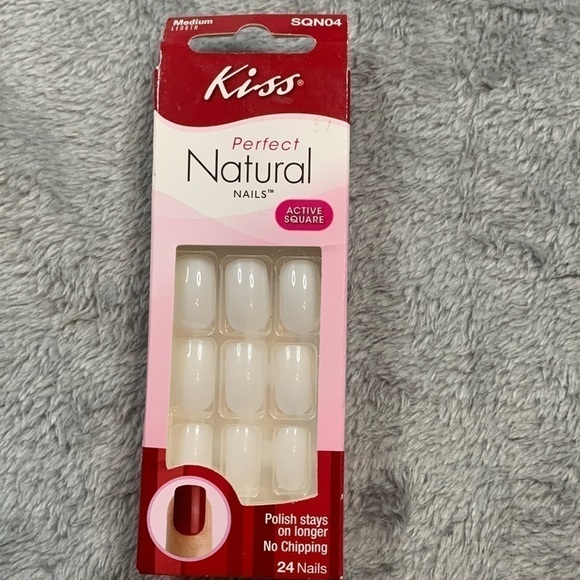 Medium
LENGTH
SQN04
Kiss®
Perfect
Natural
NAILS™
ACTIVE
SQUARE
Polish stays
on longer
No Chipping
24 Nails